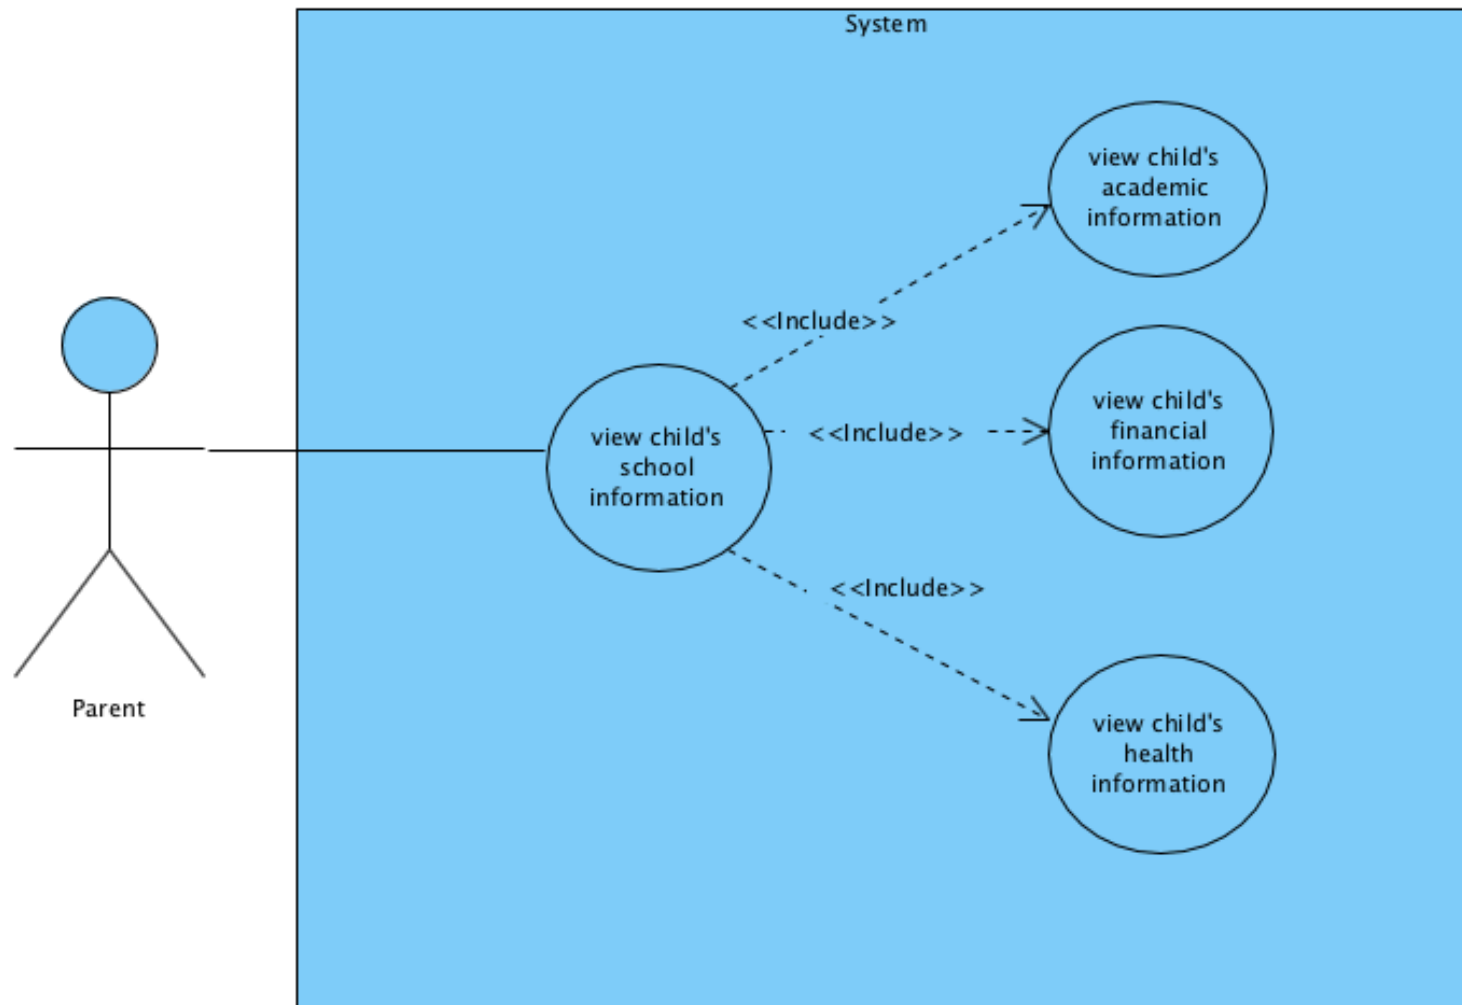 System
view child's
academic
information
<<Include>>
view child's
financial
information
<<Include>>
view child's
school
information
<<Include>>
view child's
health
information
Parent